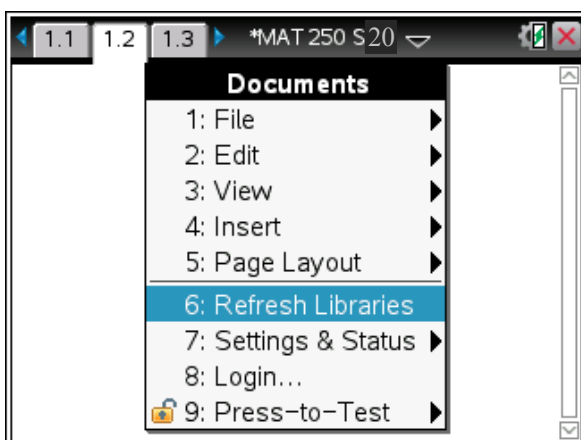 1.1 1.2 1.3 *MAT 250 S20
Documents
1: File
2: Edit
3: View
4: Insert
5: Page Layout
6: Refresh Libraries
7: Settings & Status
8: Login...
9: Press-to-Test